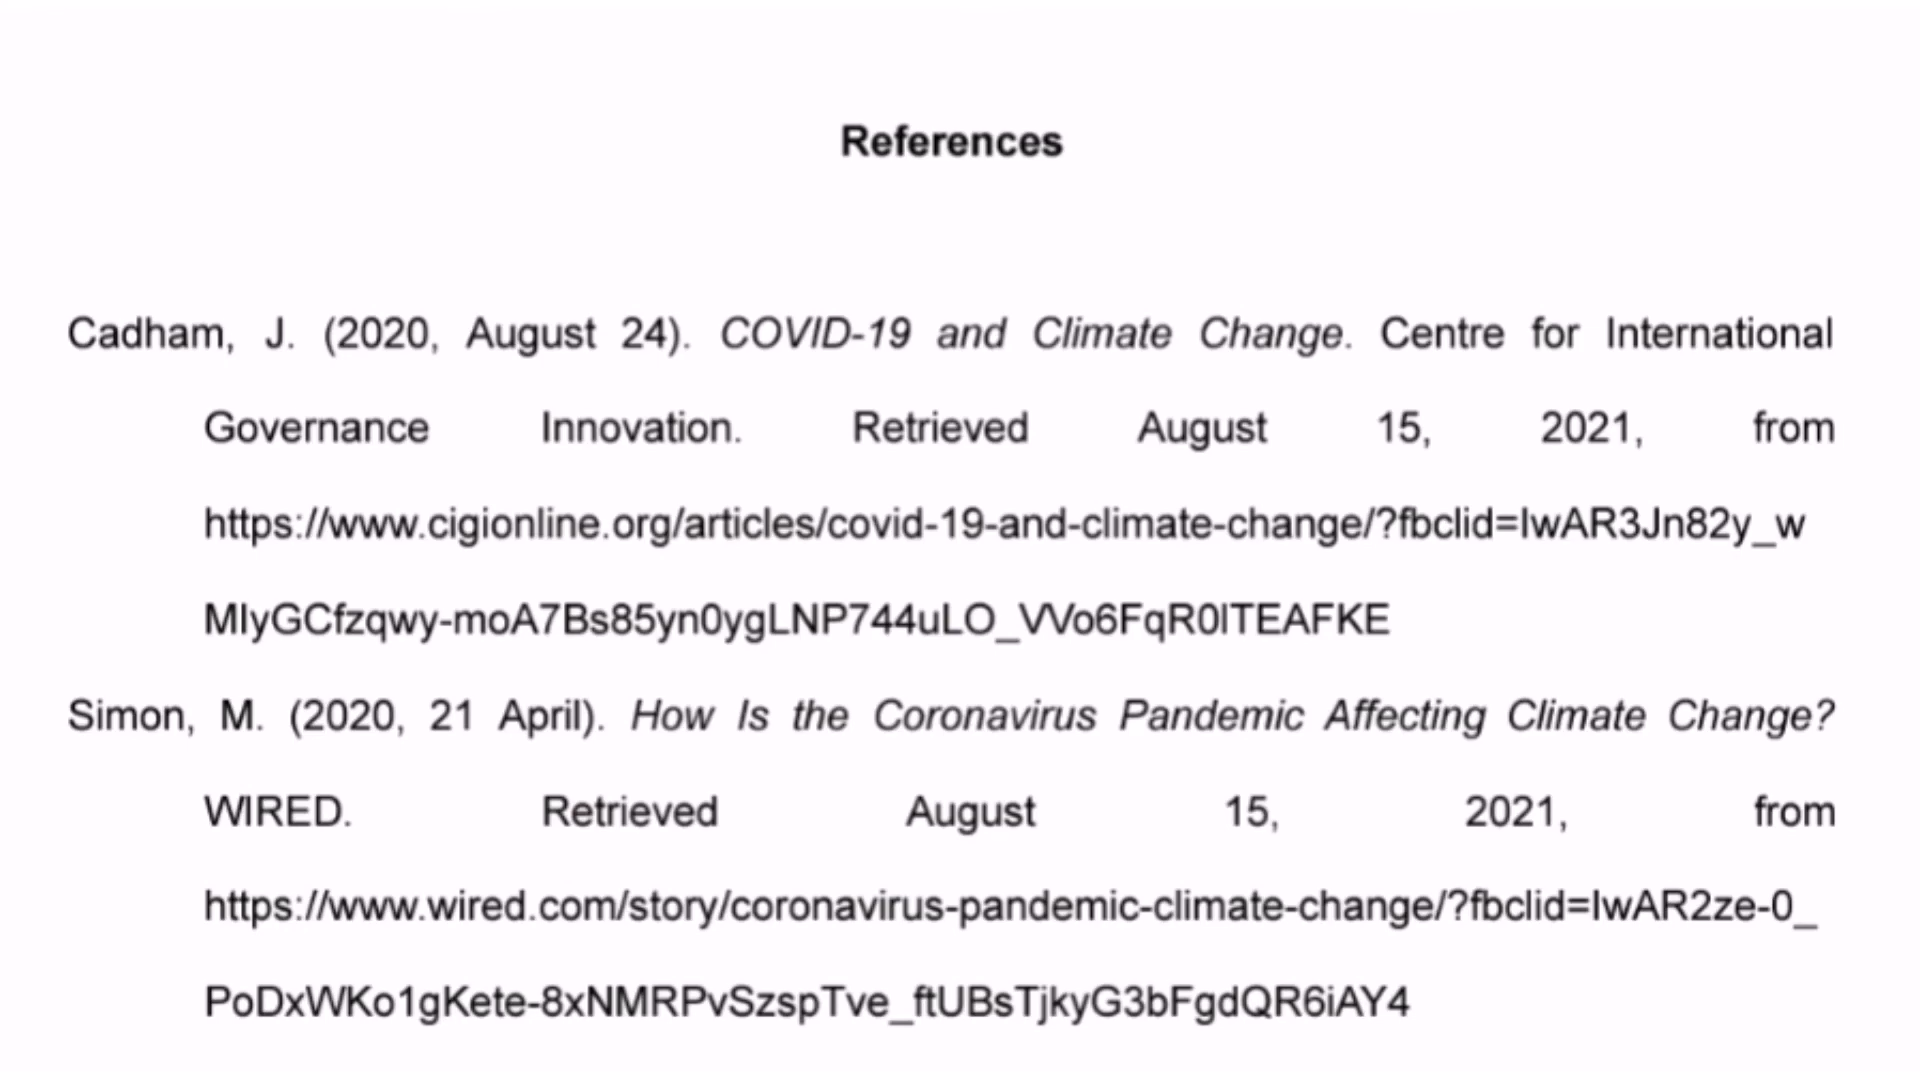 References
Cadham, J. (2020, August 24). COVID-19 and Climate Change. Centre for International
Governance Innovation. Retrieved August 15, 2021, from
https://www.cigionline.org/articles/covid-19-and-climate-change/?fbclid=IwAR3Jn82y_w
MIyGCfzqwy-moA7Bs85yn0ygLNP744uLO_VVo6FqR0ITEAFKE
Simon, M. (2020, 21 April). How Is the Coronavirus Pandemic Affecting Climate Change?
WIRED. Retrieved August 15, 2021, from
https://www.wired.com/story/coronavirus-pandemic-climate-change/?fbclid=IwAR2ze-0_
PoDxWKo1gKete-8xNMRPvSzspTve_ftUBsTjkyG3bFgdQR6iAY4